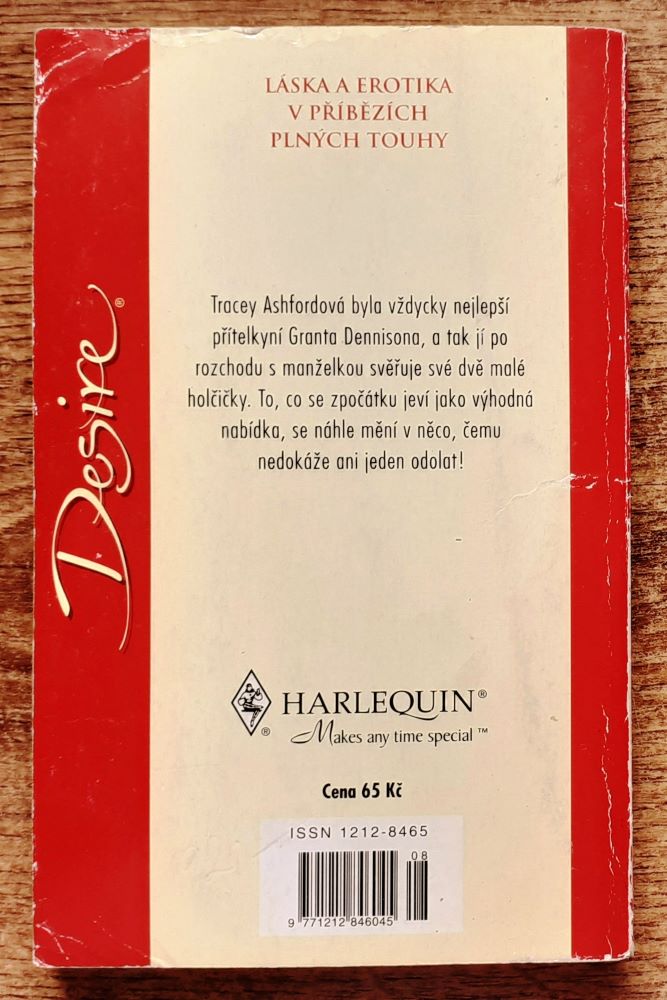 LÁSKA A EROTIKA
V PŘÍBĚZÍCH
PLNÝCH TOUHY
Tracey Ashfordová byla vždycky nejlepší
přítelkyní Granta Dennisona, a tak jí po
rozchodu s manželkou svěřuje své dvě malé
holčičky. To, co se zpočátku jeví jako výhodná
nabídka, se náhle mění v něco, čemu
nedokáže ani jeden odolat!
Desire®
HARLEQUIN®
®
Makes any time special™
Cena 65 Kč
ISSN 1212-8465
08
9 771212 846045